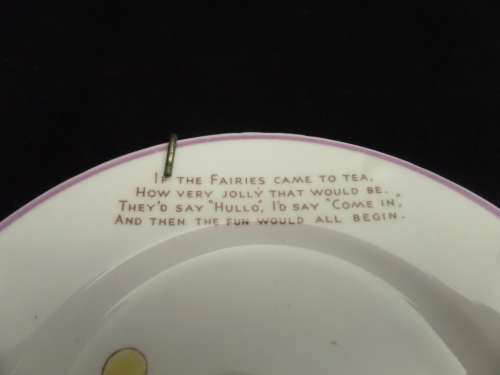 If the Fairies came to tea,
How very jolly that would be.
They'd say "Hullo", I'd say "Come in",
And then the fun would all begin.